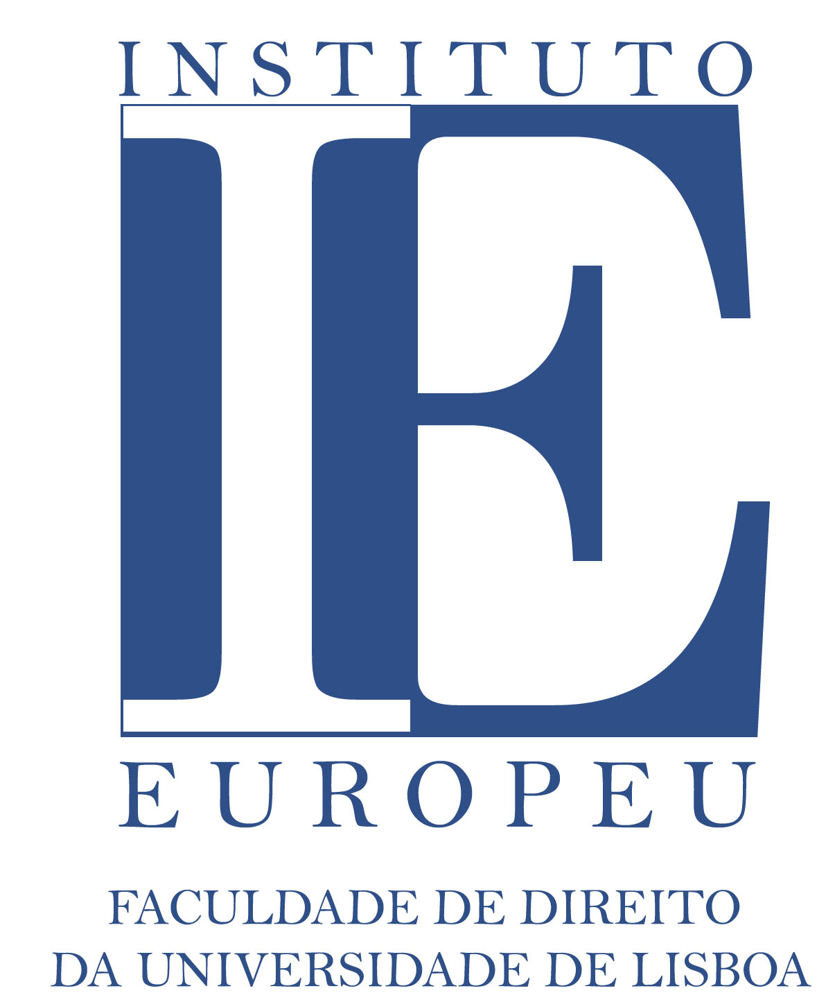 INSTITUTO
IE
EUROPEU
FACULDADE DE DIREITO
DA UNIVERSIDADE DE LISBOA